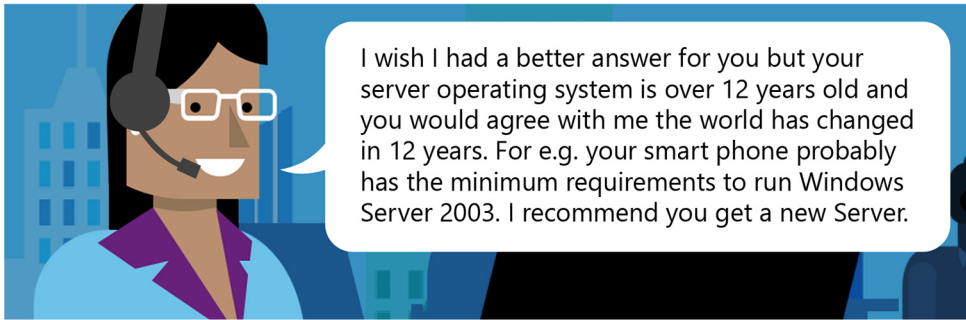 I wish I had a better answer for you but your
server operating system is over 12 years old and
you would agree with me the world has changed
in 12 years. For e.g. your smart phone probably
has the minimum requirements to run Windows
Server 2003. I recommend you get a new Server.